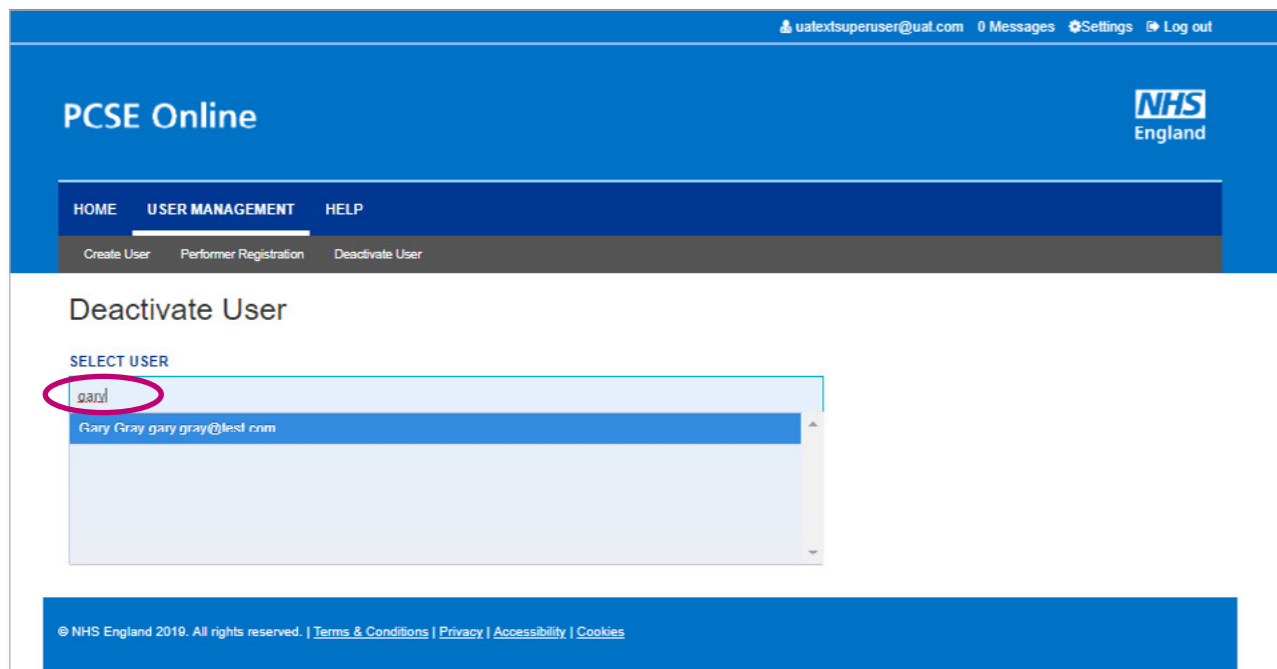 uatextsuperuser@uat.com 0 Messages Settings Log out
PCSE Online
NHS
England
HOME USER MANAGEMENT HELP
Create User Performer Registration Deactivate User
Deactivate User
SELECT USER
gary
Gary Gray gary.gray@test.com
© NHS England 2019. All rights reserved. | Terms & Conditions | Privacy | Accessibility | Cookies